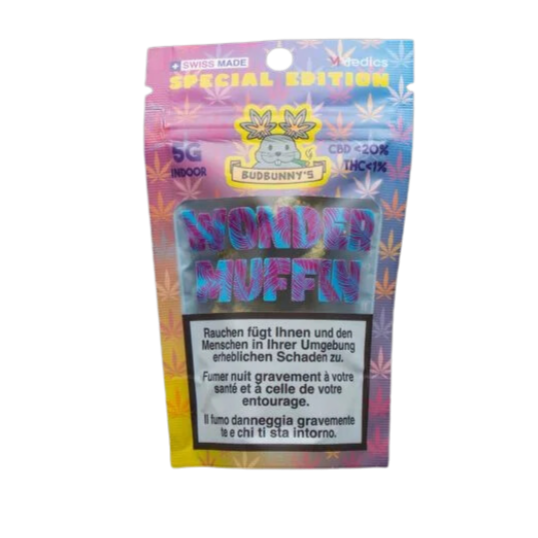 SWISS MADE
SPECIAL EDITION
5G
INDOOR
BUDBUNNY'S
CBD <20%
THC<1%
WONDER
MUFFIN
Rauchen fügt Ihnen und den
Menschen in Ihrer Umgebung
erheblichen Schaden zu.
Fumer nuit gravement à votre
santé et à celle de votre
entourage.
Il fumo danneggia gravemente
te e chi ti sta intorno.